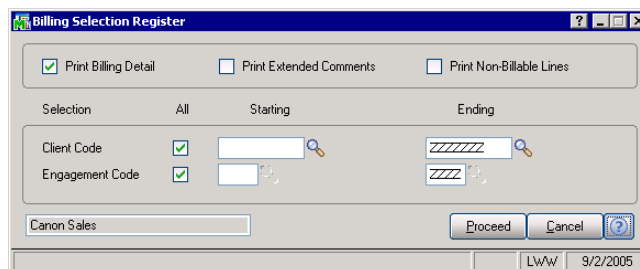 Billing Selection Register
Print Billing Detail Print Extended Comments Print Non-Billable Lines
Selection All Starting Ending
Client Code ZZZZZZZ
Engagement Code ZZZZ
Canon Sales Proceed Cancel
LWW 9/2/2005